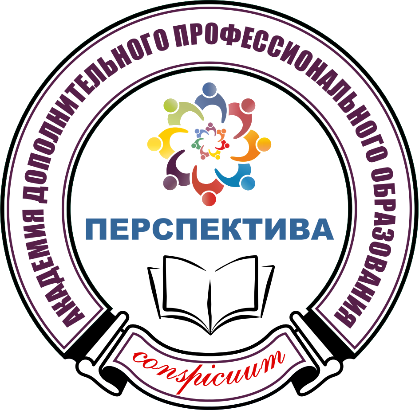 АКАДЕМИЯ ДОПОЛНИТЕЛЬНОГО ПРОФЕССИОНАЛЬНОГО ОБРАЗОВАНИЯ
ПЕРСПЕКТИВА
conspicuum